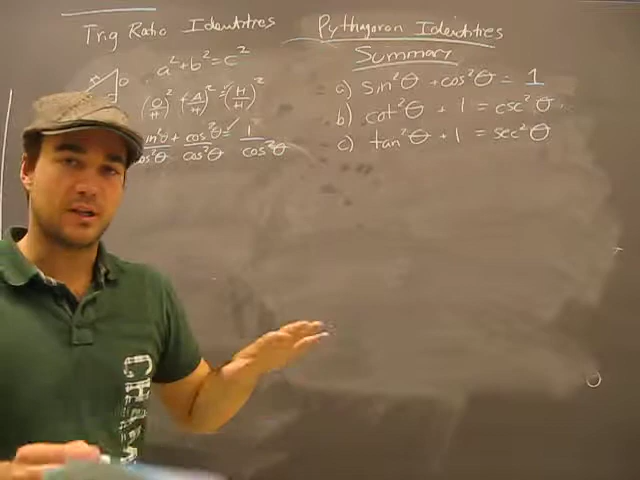 Trig Ratio Identities
a² + b² = c²
H O
(O/H)² + (A/H)² = (H/H)²
sin²θ/cos²θ + cos²θ/cos²θ = 1/cos²θ
Pythagorean Identities
Summary
a) sin²θ + cos²θ = 1
b) cot²θ + 1 = csc²θ
c) tan²θ + 1 = sec²θ